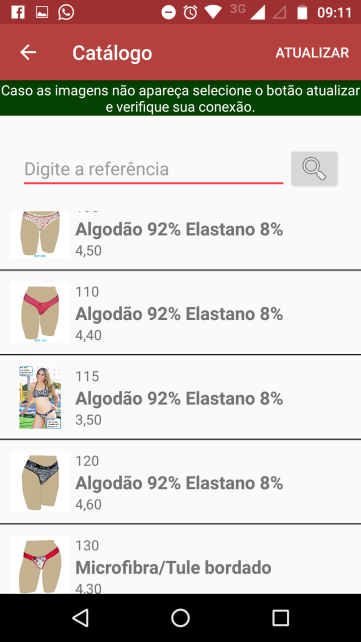 3G 09:11
Catálogo ATUALIZAR
Caso as imagens não apareça selecione o botão atualizar
e verifique sua conexão.
Digite a referência
Algodão 92% Elastano 8%
4,50
110
Algodão 92% Elastano 8%
4,40
115
Algodão 92% Elastano 8%
3,50
120
Algodão 92% Elastano 8%
4,60
130
Microfibra/Tule bordado
4,30